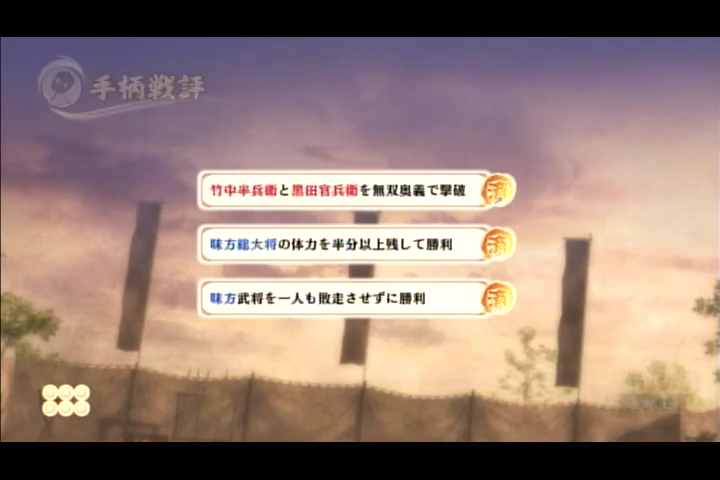 手柄戦評
竹中半兵衛と黒田官兵衛を無双奥義で撃破
済
味方総大将の体力を半分以上残して勝利
済
味方武将を一人も敗走させずに勝利
済